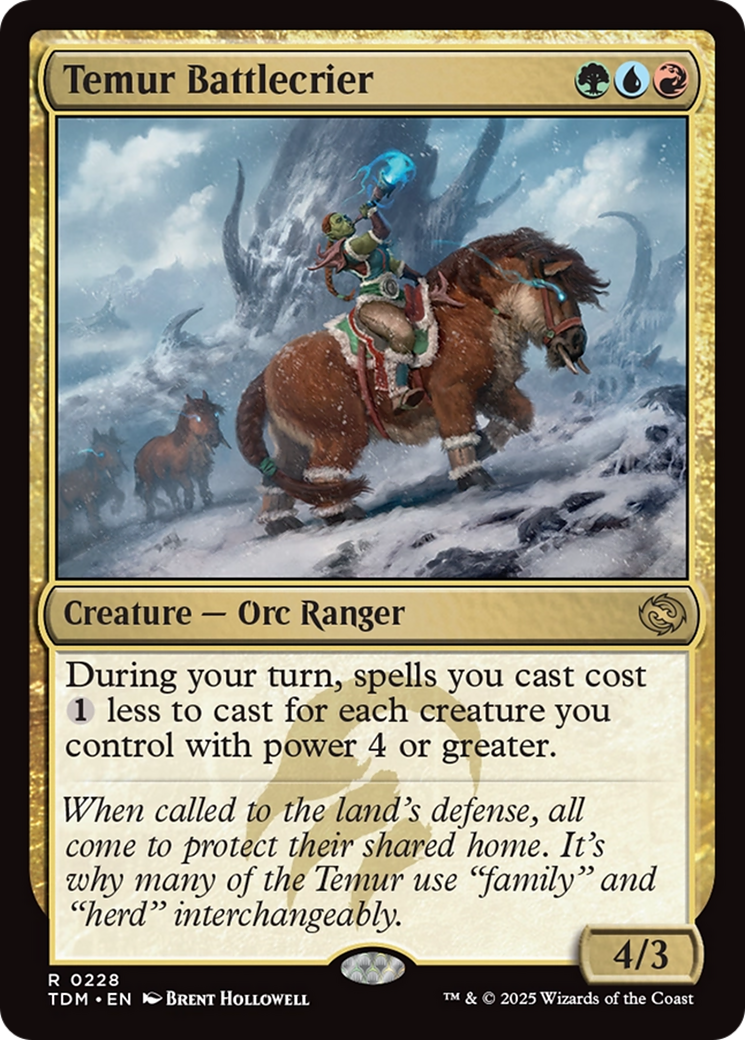 Temur Battlecrier
Creature — Orc Ranger
During your turn, spells you cast cost
1 less to cast for each creature you
control with power 4 or greater.
When called to the land's defense, all
come to protect their shared home. It's
why many of the Temur use “family” and
“herd” interchangeably.
4/3
R 0228
TDM • EN Brent Hollowell
™ & © 2025 Wizards of the Coast